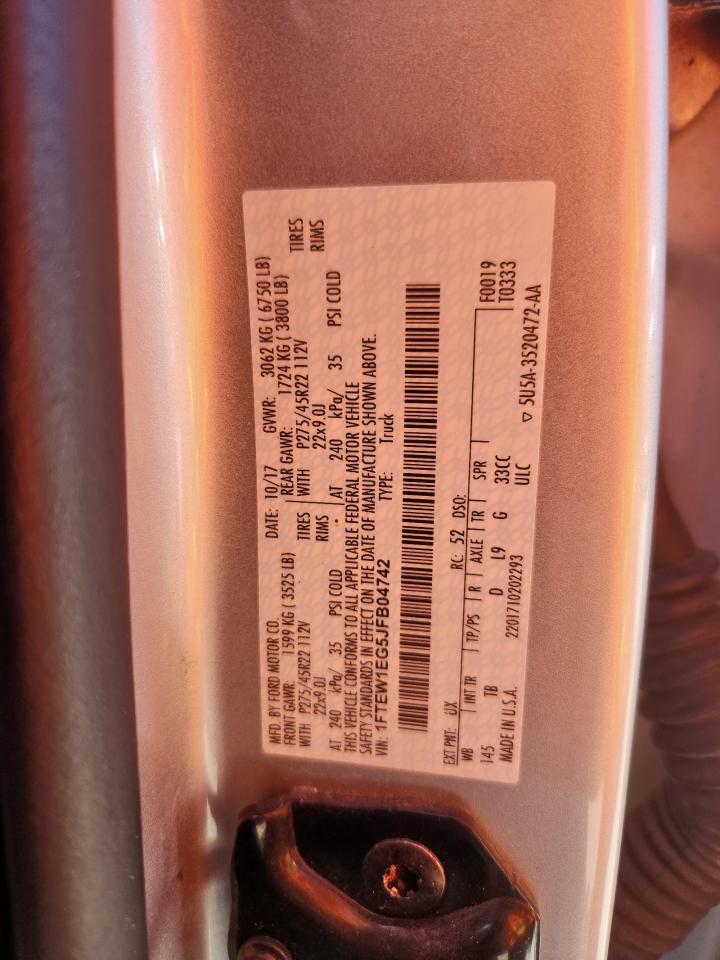 MFD. BY FORD MOTOR CO. DATE: 10/17 GVWR: 3062 KG ( 6750 LB)
FRONT GAWR: 1599 KG ( 3525 LB) REAR GAWR: 1724 KG ( 3800 LB)
WITH P275/45R22 112V TIRES WITH P275/45R22 112V TIRES
22x9.0J RIMS 22x9.0J RIMS
AT 240 kPa/ 35 PSI COLD AT 240 kPa/ 35 PSI COLD
THIS VEHICLE CONFORMS TO ALL APPLICABLE FEDERAL MOTOR VEHICLE
SAFETY STANDARDS IN EFFECT ON THE DATE OF MANUFACTURE SHOWN ABOVE.
VIN: 1FTEW1EG5JFB04742 TYPE: Truck
EXT PNT: UX RC: 52 DSO:
WB INT TR TP/PS R AXLE TR SPR F0019
145 TB D L9 G 33CC T0333
MADE IN U.S.A. 2201710202293 ULC ▽ 5U5A-3520472-AA